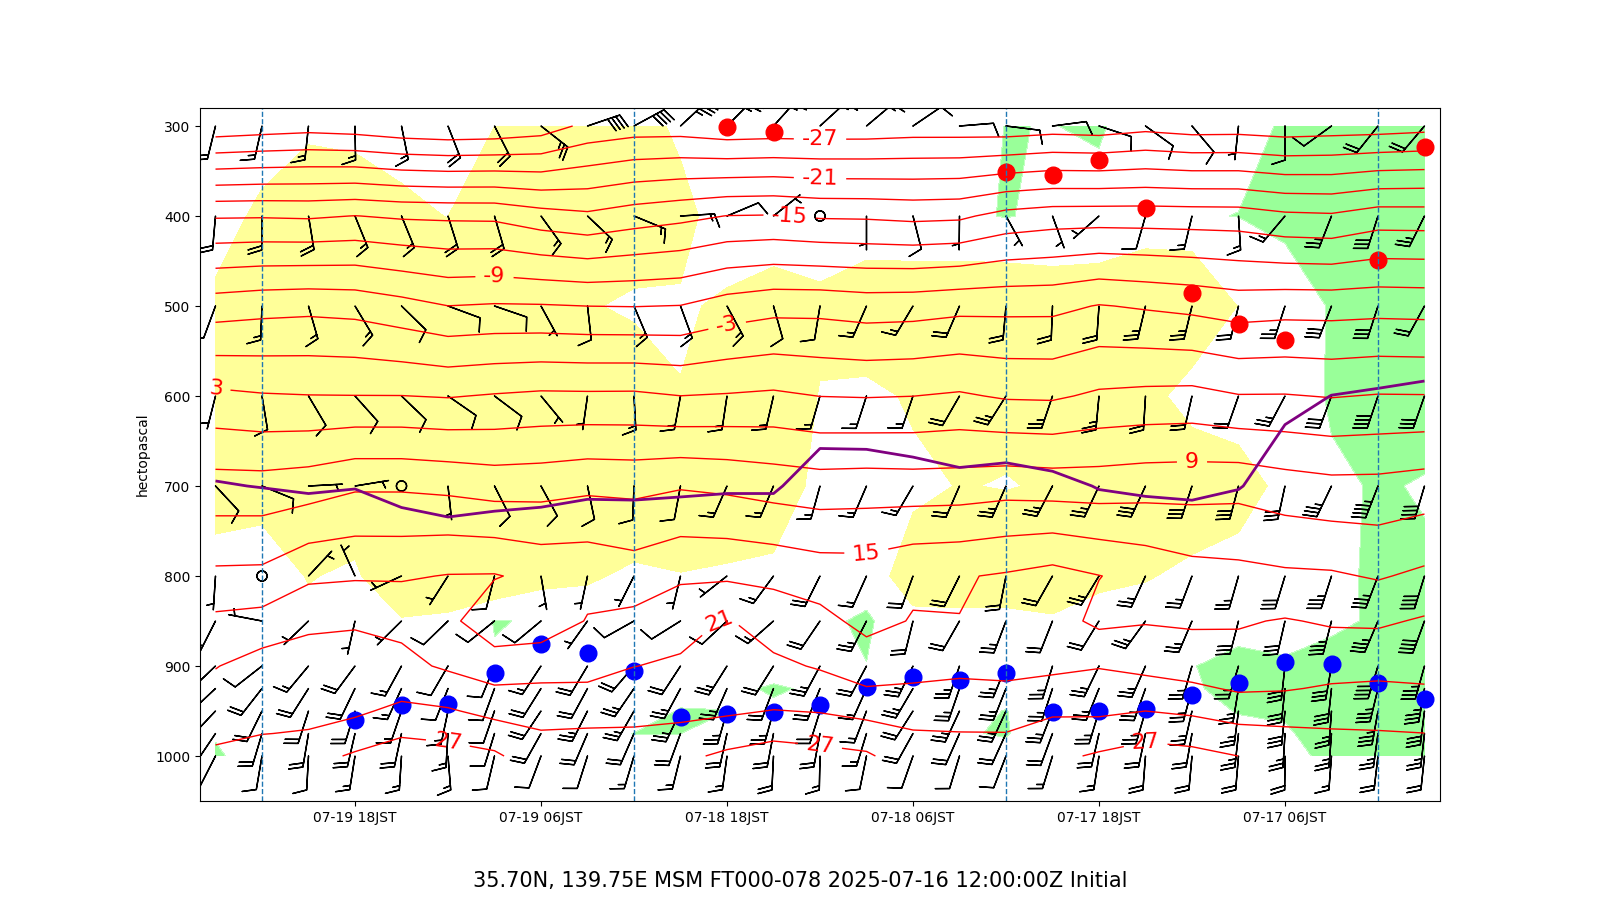 300
400
500
600
700
800
900
1000
hectopascal
-27
-21
-15
-9
-3
3
9
15
21
27
27
27
07-19 18JST
07-19 06JST
07-18 18JST
07-18 06JST
07-17 18JST
07-17 06JST
35.70N, 139.75E MSM FT000-078 2025-07-16 12:00:00Z Initial